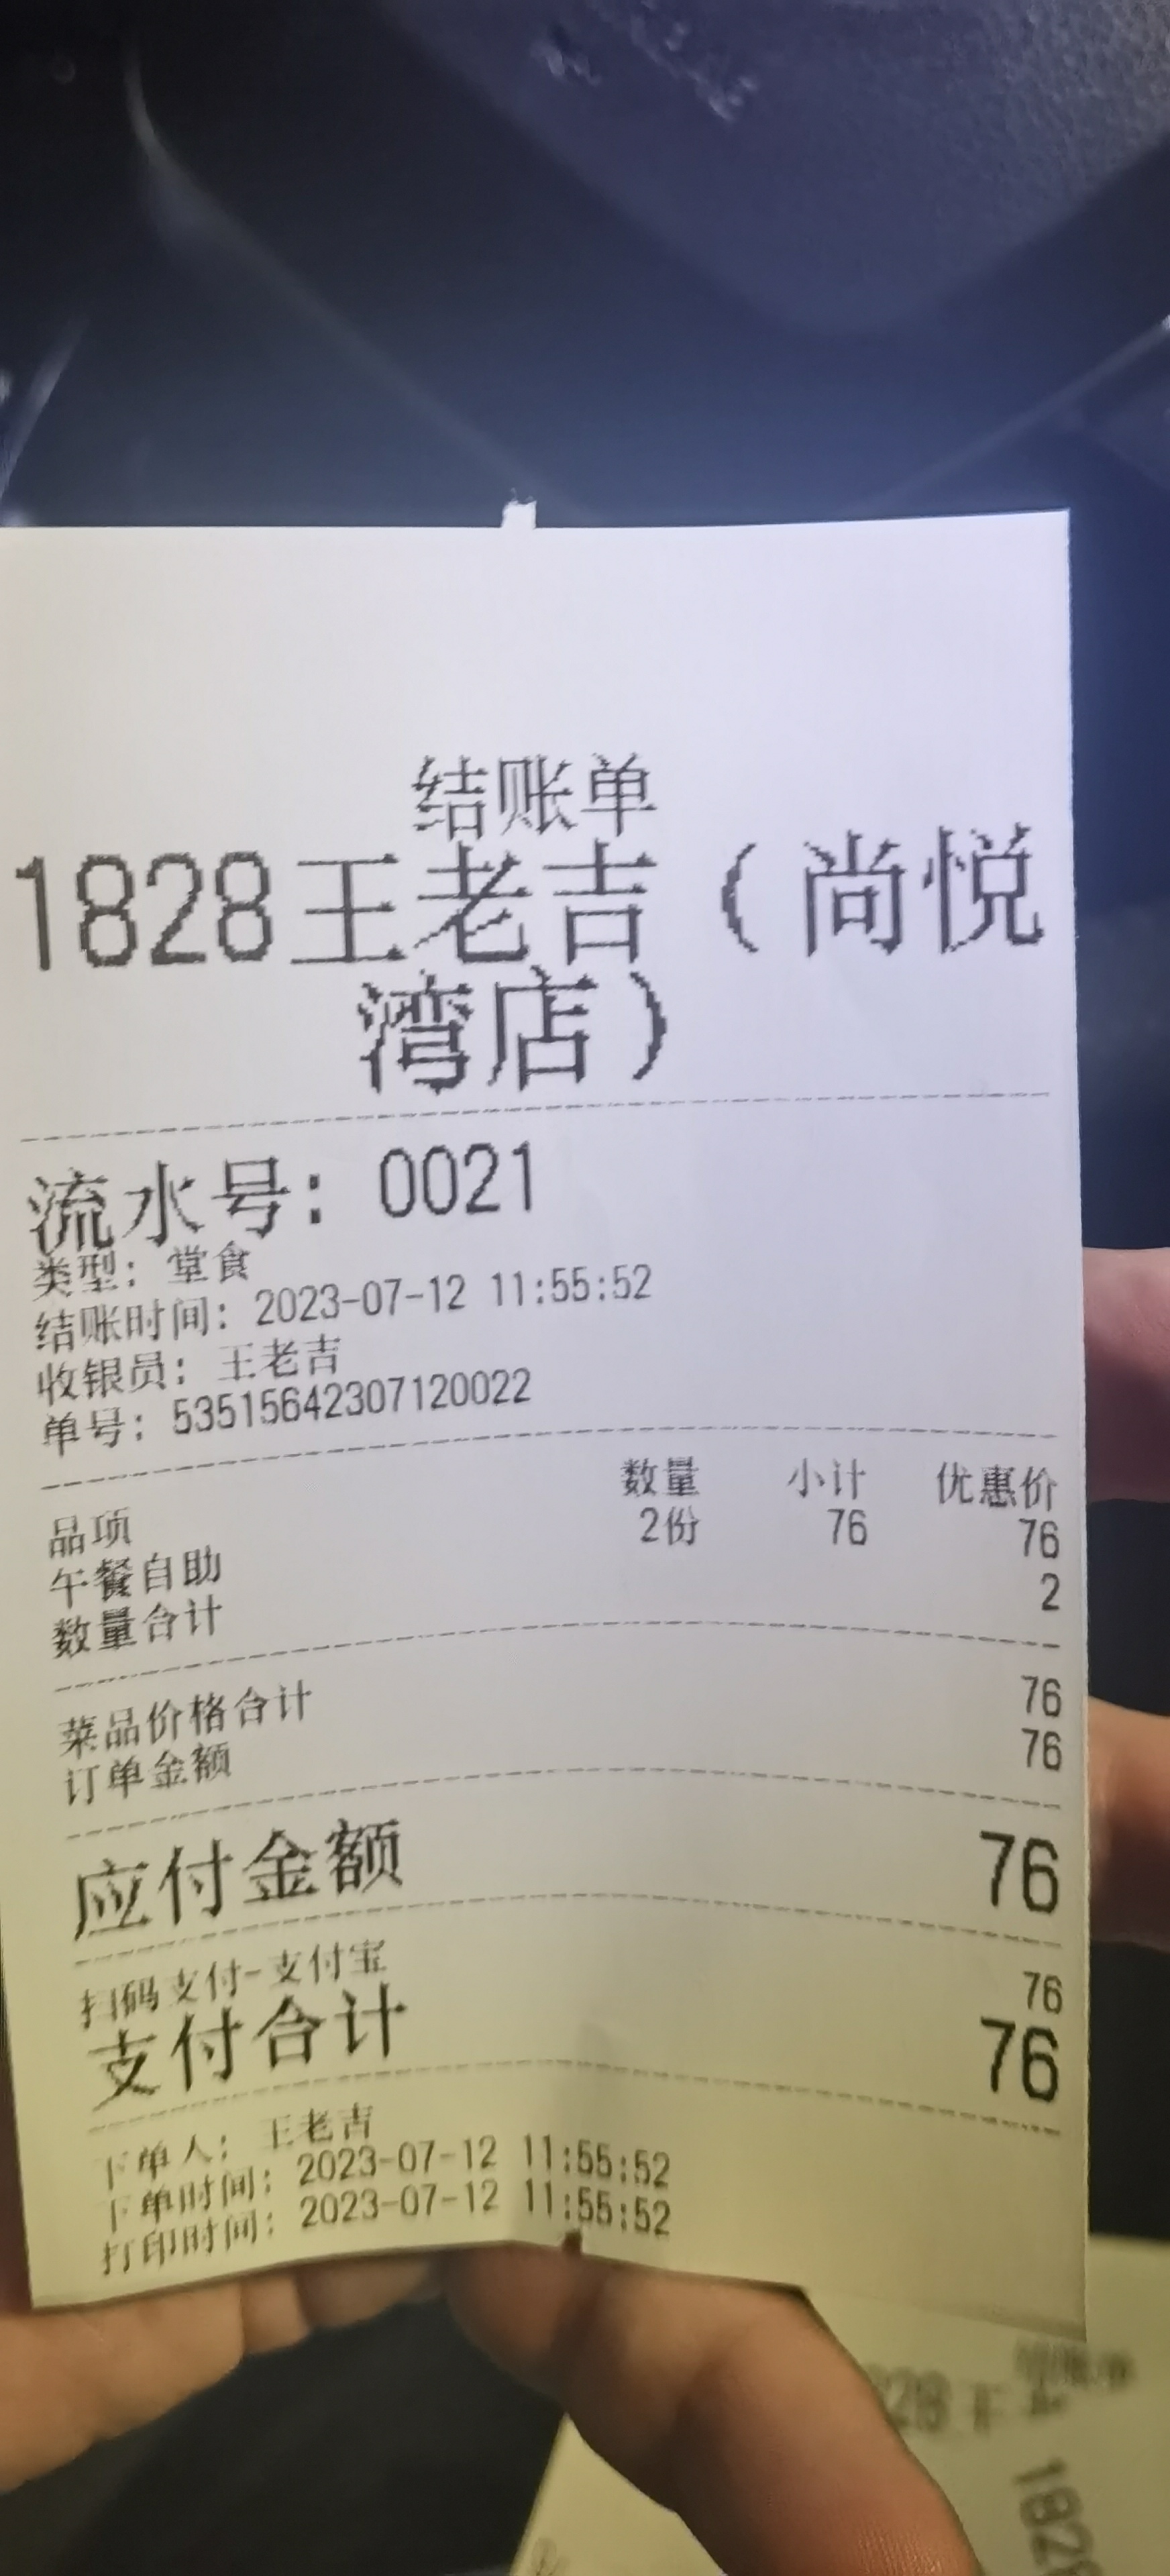 结账单
1828王老吉（尚悦
湾店）
流水号：0021
类型：堂食
结账时间：2023-07-12 11:55:52
收银员：王老吉
单号：53515642307120022
品项 数量 小计 优惠价
午餐自助 2份 76 76
数量合计 2
菜品价格合计 76
订单金额 76
应付金额 76
扫码支付-支付宝 76
支付合计 76
下单人：王老吉
下单时间：2023-07-12 11:55:52
打印时间：2023-07-12 11:55:52